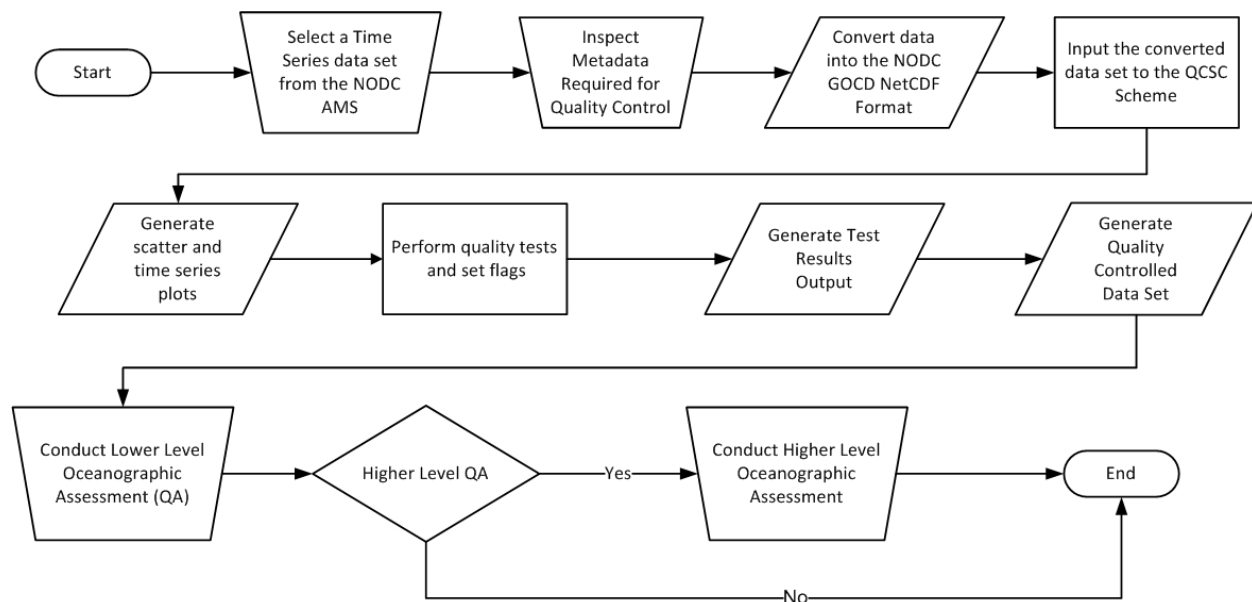 Start
Select a Time
Series data set
from the NODC
AMS
Inspect
Metadata
Required for
Quality Control
Convert data
into the NODC
GOCD NetCDF
Format
Input the converted
data set to the QCSC
Scheme
Generate
scatter and
time series
plots
Perform quality tests
and set flags
Generate Test
Results
Output
Generate
Quality
Controlled
Data Set
Conduct Lower Level
Oceanographic
Assessment (QA)
Higher Level QA
Yes
Conduct Higher Level
Oceanographic
Assessment
End
No